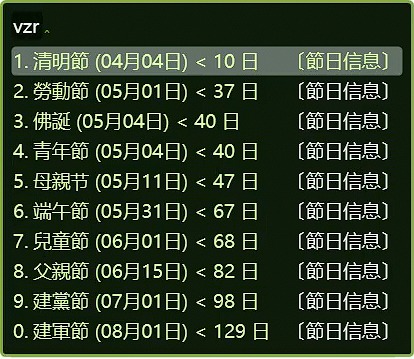 vzr‸
1. 清明節 (04月04日) < 10 日 〔節日信息〕
2. 勞動節 (05月01日) < 37 日 〔節日信息〕
3. 佛誕 (05月04日) < 40 日 〔節日信息〕
4. 青年節 (05月04日) < 40 日 〔節日信息〕
5. 母親节 (05月11日) < 47 日 〔節日信息〕
6. 端午節 (05月31日) < 67 日 〔節日信息〕
7. 兒童節 (06月01日) < 68 日 〔節日信息〕
8. 父親節 (06月15日) < 82 日 〔節日信息〕
9. 建黨節 (07月01日) < 98 日 〔節日信息〕
0. 建軍節 (08月01日) < 129 日 〔節日信息〕